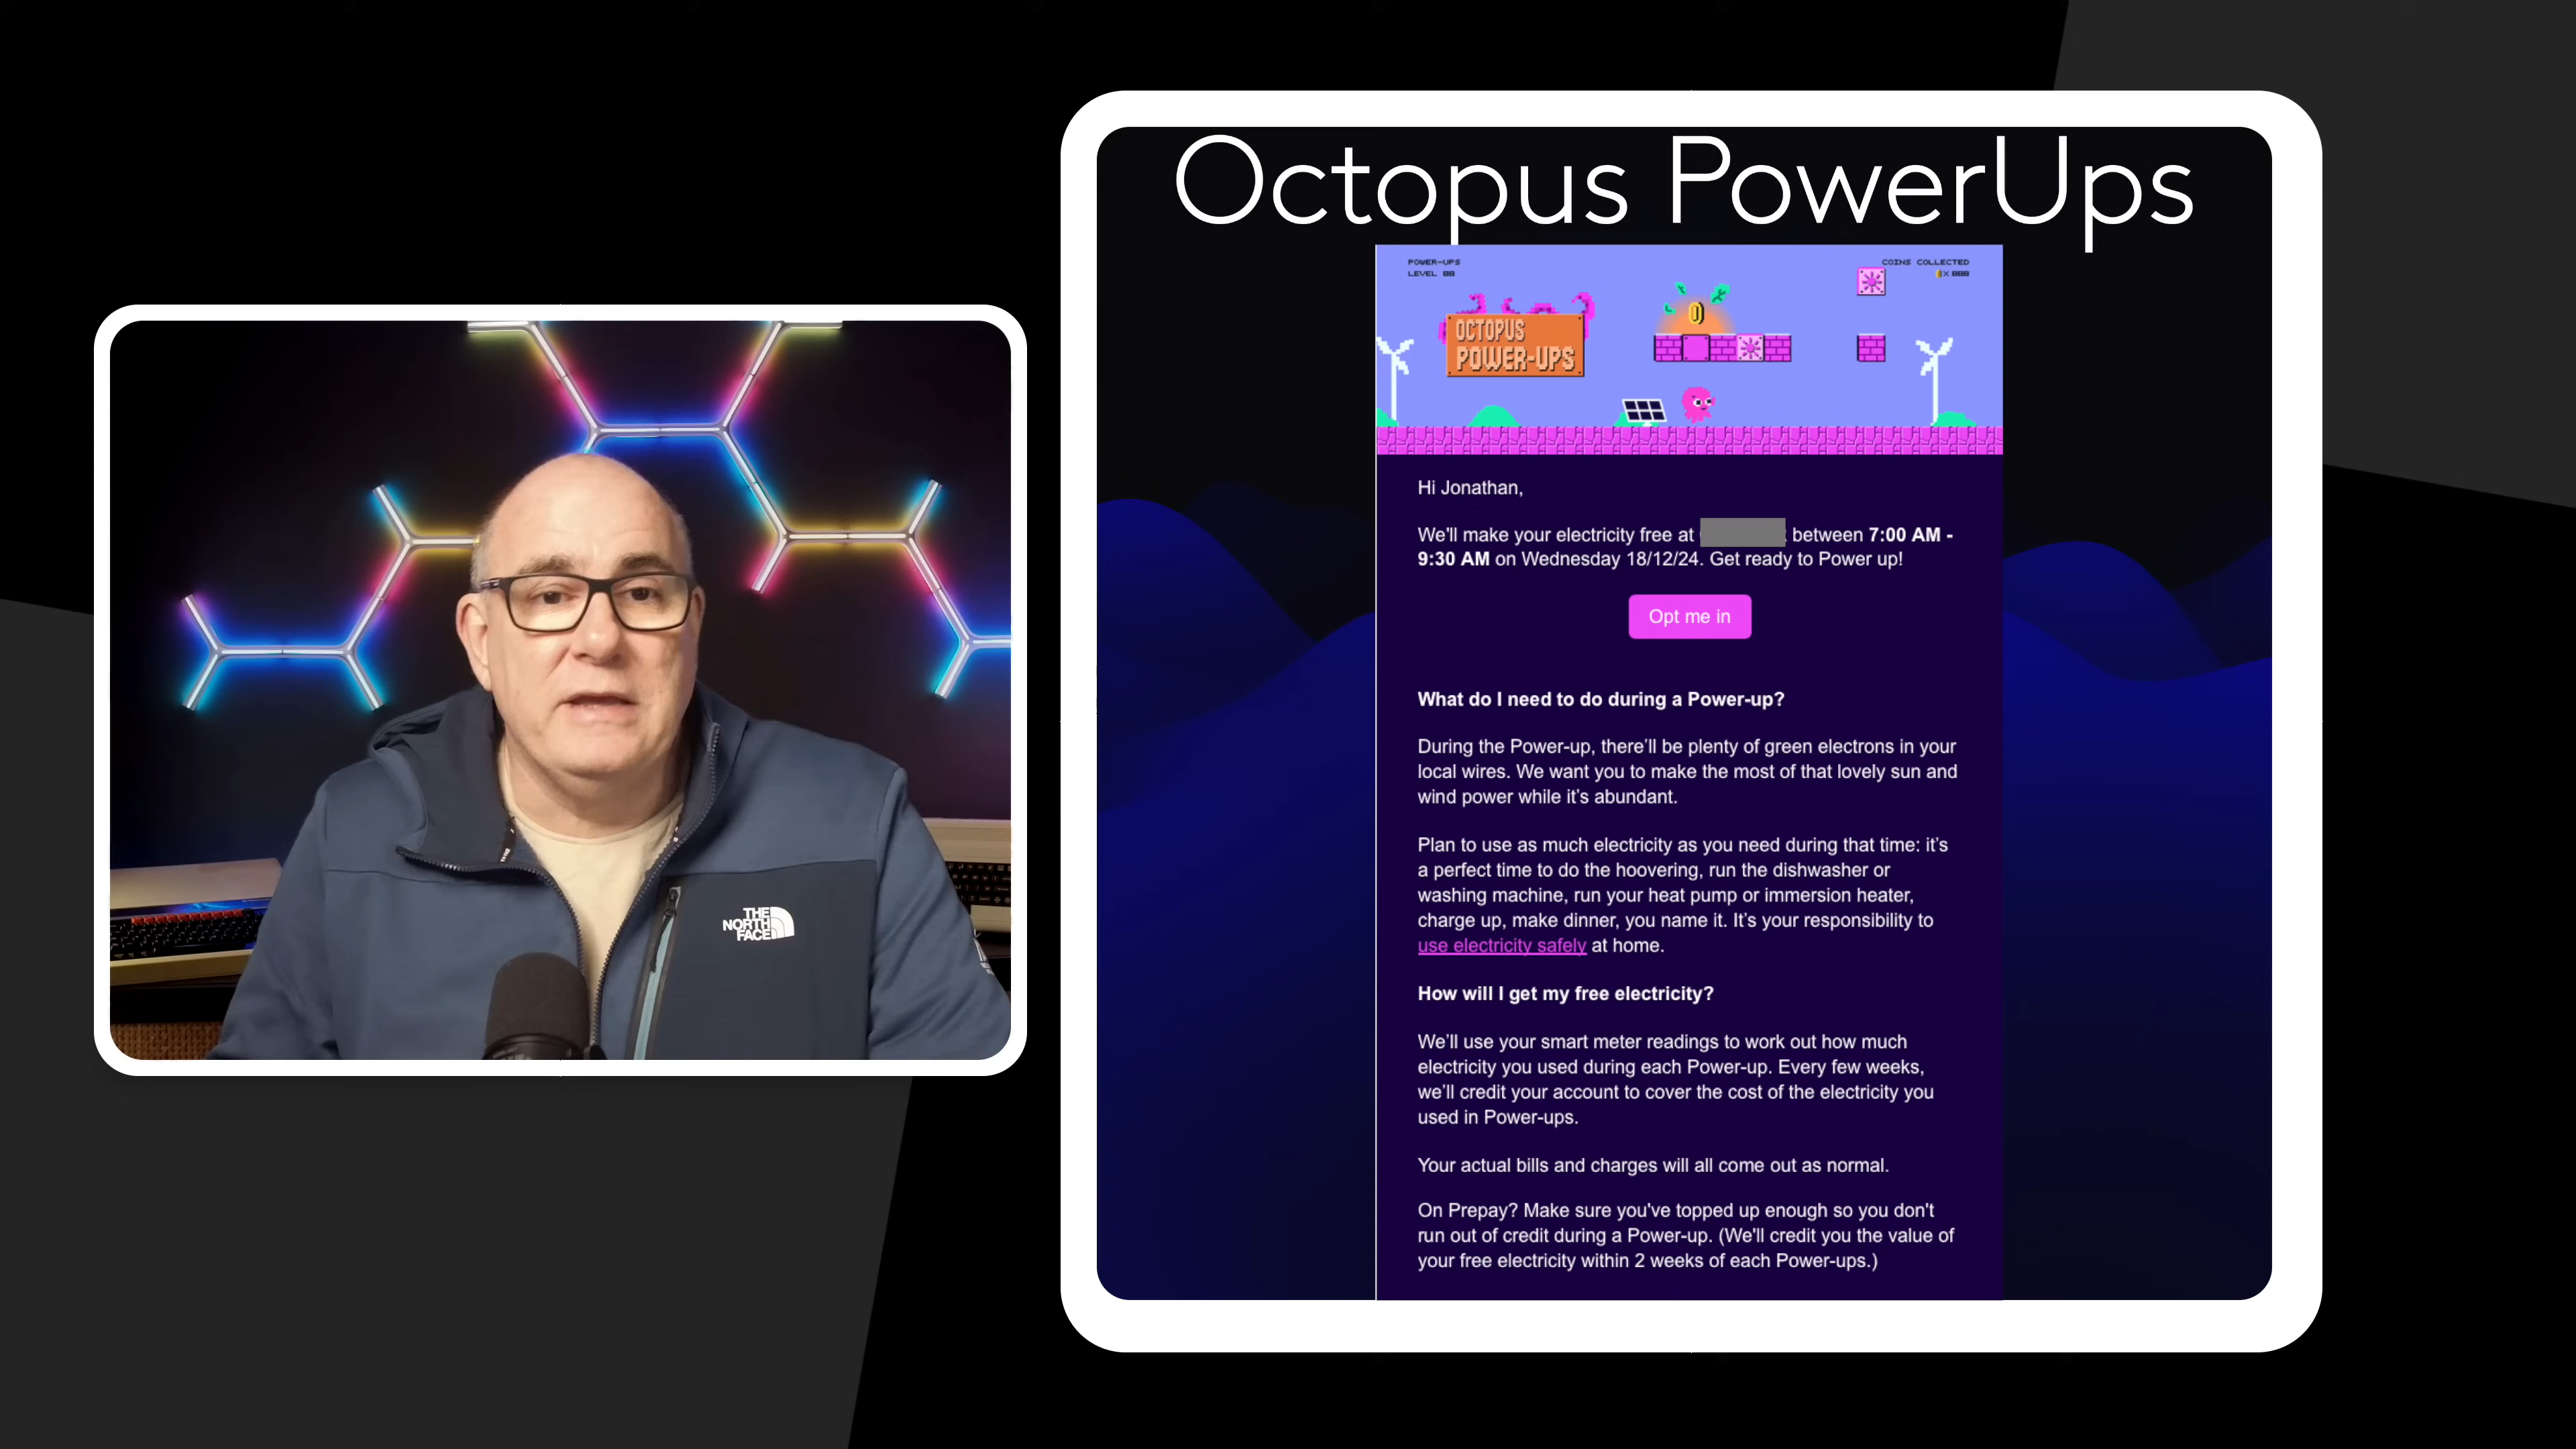 Octopus PowerUps
POWER-UPS
LEVEL 00
COINS COLLECTED
X 000
OCTOPUS
POWER-UPS
Hi Jonathan,
We'll make your electricity free at between 7:00 AM -
9:30 AM on Wednesday 18/12/24. Get ready to Power up!
Opt me in
What do I need to do during a Power-up?
During the Power-up, there'll be plenty of green electrons in your
local wires. We want you to make the most of that lovely sun and
wind power while it's abundant.
Plan to use as much electricity as you need during that time: it's
a perfect time to do the hoovering, run the dishwasher or
washing machine, run your heat pump or immersion heater,
charge up, make dinner, you name it. It's your responsibility to
use electricity safely at home.
How will I get my free electricity?
We'll use your smart meter readings to work out how much
electricity you used during each Power-up. Every few weeks,
we'll credit your account to cover the cost of the electricity you
used in Power-ups.
Your actual bills and charges will all come out as normal.
On Prepay? Make sure you've topped up enough so you don't
run out of credit during a Power-up. (We'll credit you the value of
your free electricity within 2 weeks of each Power-ups.)
THE
NORTH
FACE